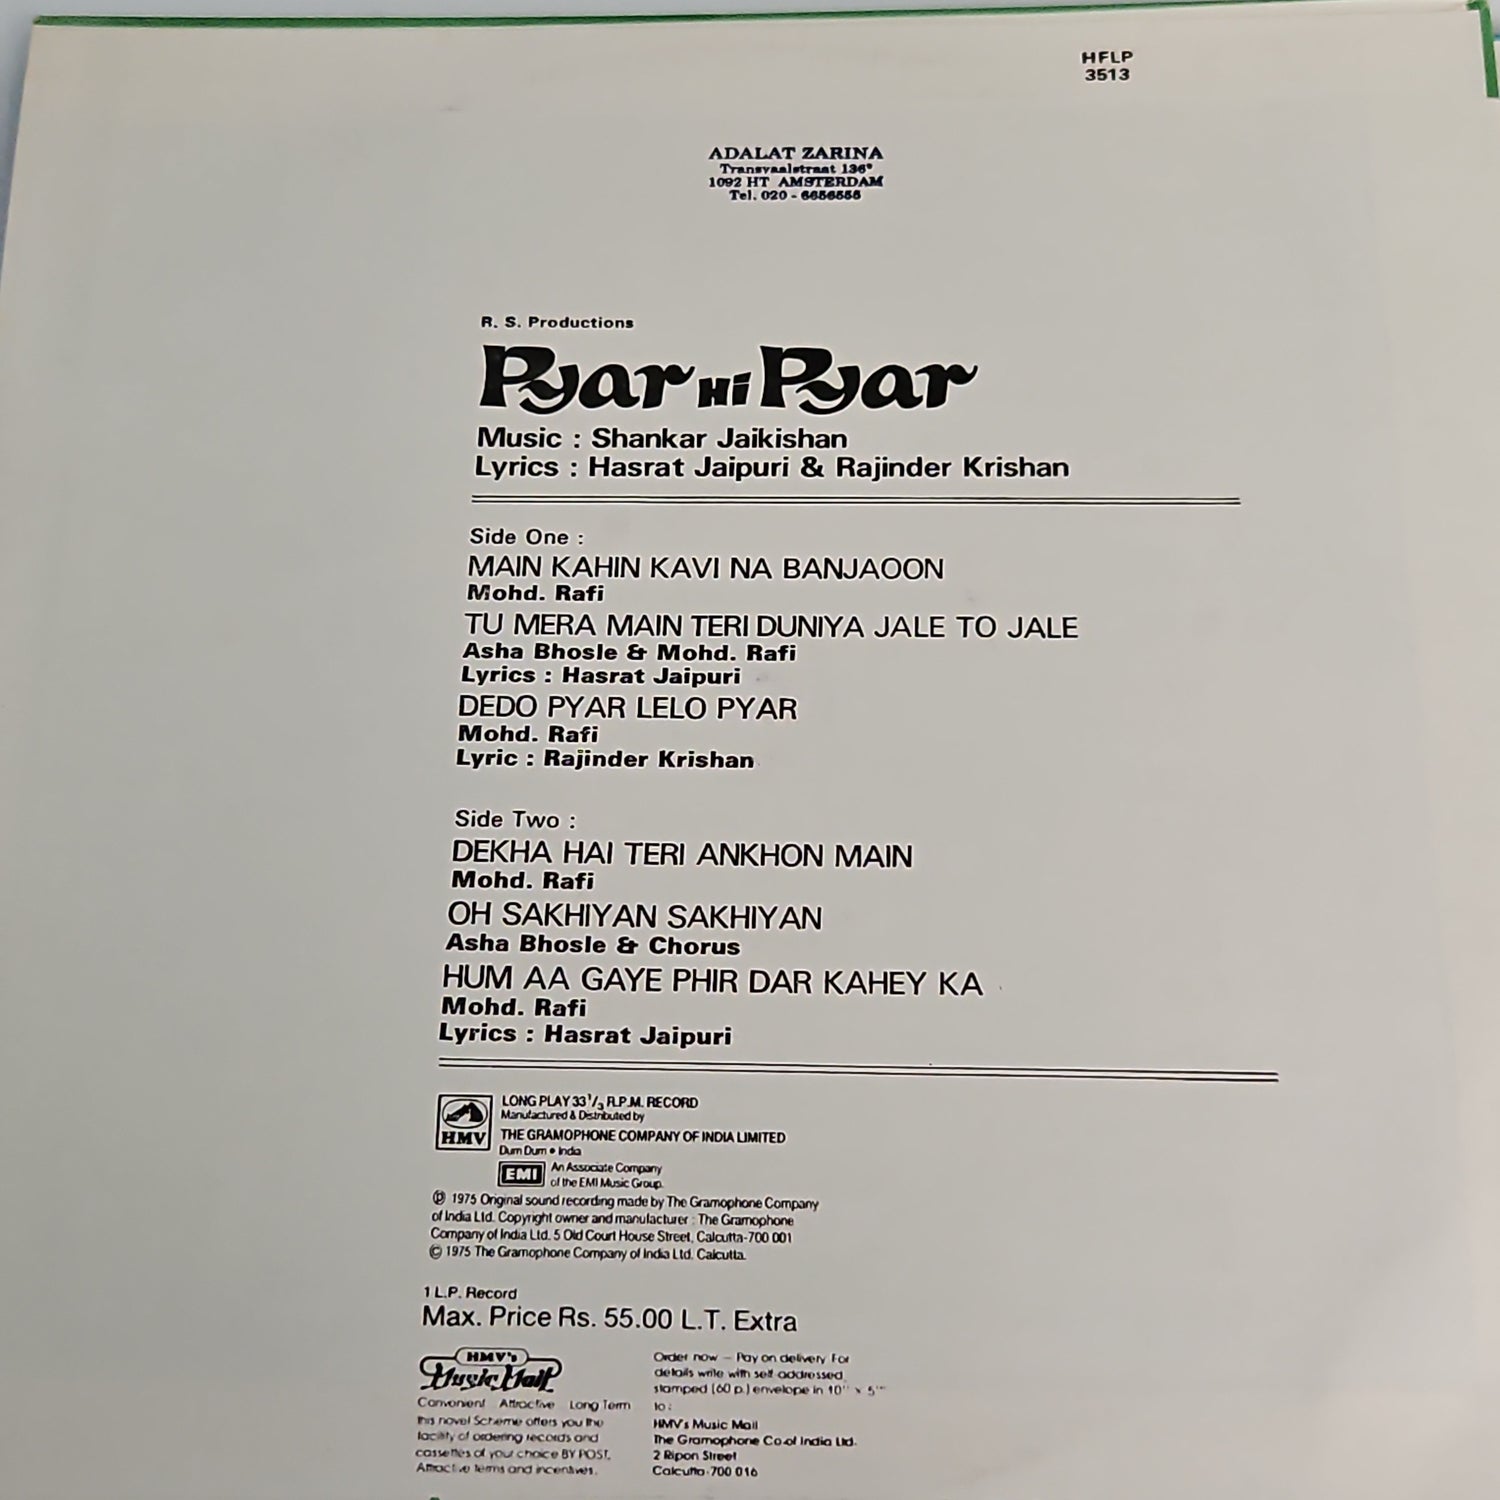 HFLP
3513
ADALAT ZARINA
Transvaalstraat 136°
1092 HT AMSTERDAM
Tel. 020 -
R. S. Productions
Pyar Hi Pyar
Music : Shankar Jaikishan
Lyrics : Hasrat Jaipuri & Rajinder Krishan
Side One :
MAIN KAHIN KAVI NA BANJAOON
Mohd. Rafi
TU MERA MAIN TERI DUNIYA JALE TO JALE
Asha Bhosle & Mohd. Rafi
Lyrics : Hasrat Jaipuri
DEDO PYAR LELO PYAR
Mohd. Rafi
Lyric : Rajinder Krishan
Side Two :
DEKHA HAI TERI ANKHON MAIN
Mohd. Rafi
OH SAKHIYAN SAKHIYAN
Asha Bhosle & Chorus
HUM AA GAYE PHIR DAR KAHEY KA
Mohd. Rafi
Lyrics : Hasrat Jaipuri
HMV
LONG PLAY 33 1/3 R.P.M. RECORD
Manufactured & Distributed by
THE GRAMOPHONE COMPANY OF INDIA LIMITED
Dum Dum • India
EMI
An Associate Company
of the EMI Music Group.
℗ 1975 Original sound recording made by The Gramophone Company
of India Ltd. Copyright owner and manufacturer : The Gramophone
Company of India Ltd. 5 Old Court House Street, Calcutta-700 001
© 1975 The Gramophone Company of India Ltd. Calcutta.
1 L.P. Record
Max. Price Rs. 55.00 L.T. Extra
HMV's
Music Mail
Convenient Attractive Long Term
this novel Scheme offers you the
facility of ordering records and
cassettes of your choice BY POST.
Attractive terms and incentives.
Order now – Pay on delivery For
details write with self addressed
stamped (60 p.) envelope in 10" × 5"
to :
HMV's Music Mail
The Gramophone Co. of India Ltd.
2 Ripon Street
Calcutta-700 016